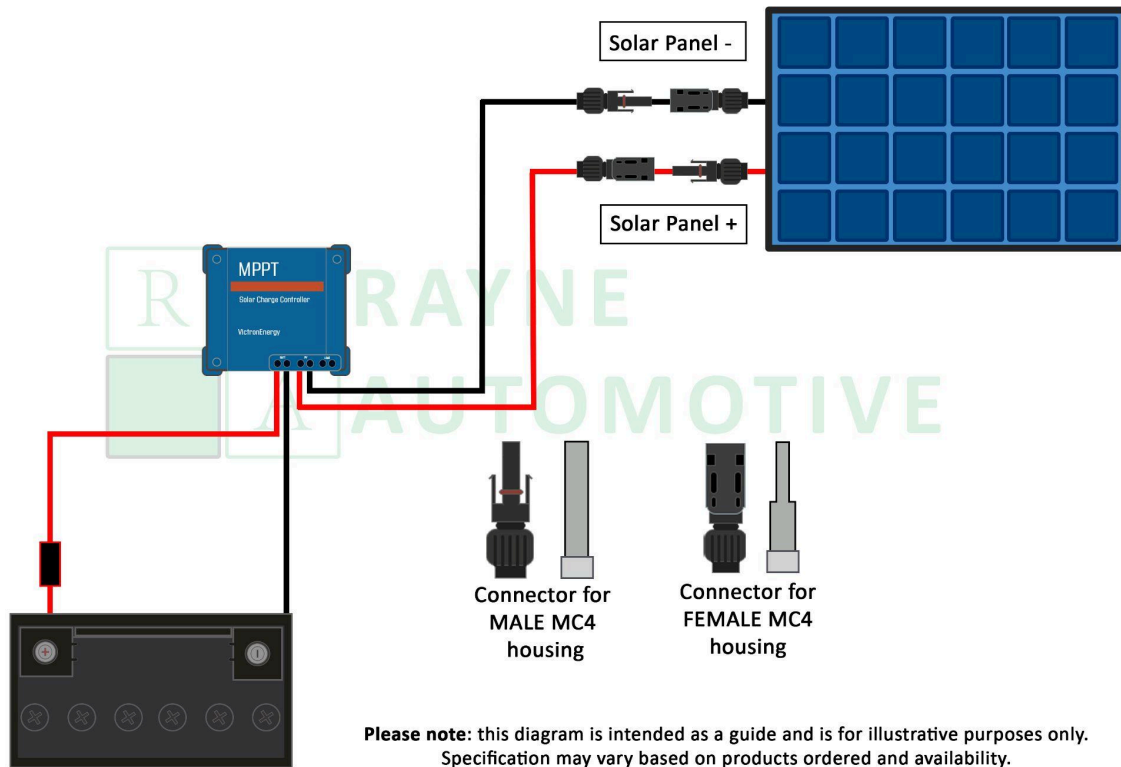 Solar Panel -
Solar Panel +
MPPT
Solar Charge Controller
VictronEnergy
R
RAYNE
A
AUTOMOTIVE
Connector for
MALE MC4
housing
Connector for
FEMALE MC4
housing
Please note: this diagram is intended as a guide and is for illustrative purposes only.
Specification may vary based on products ordered and availability.